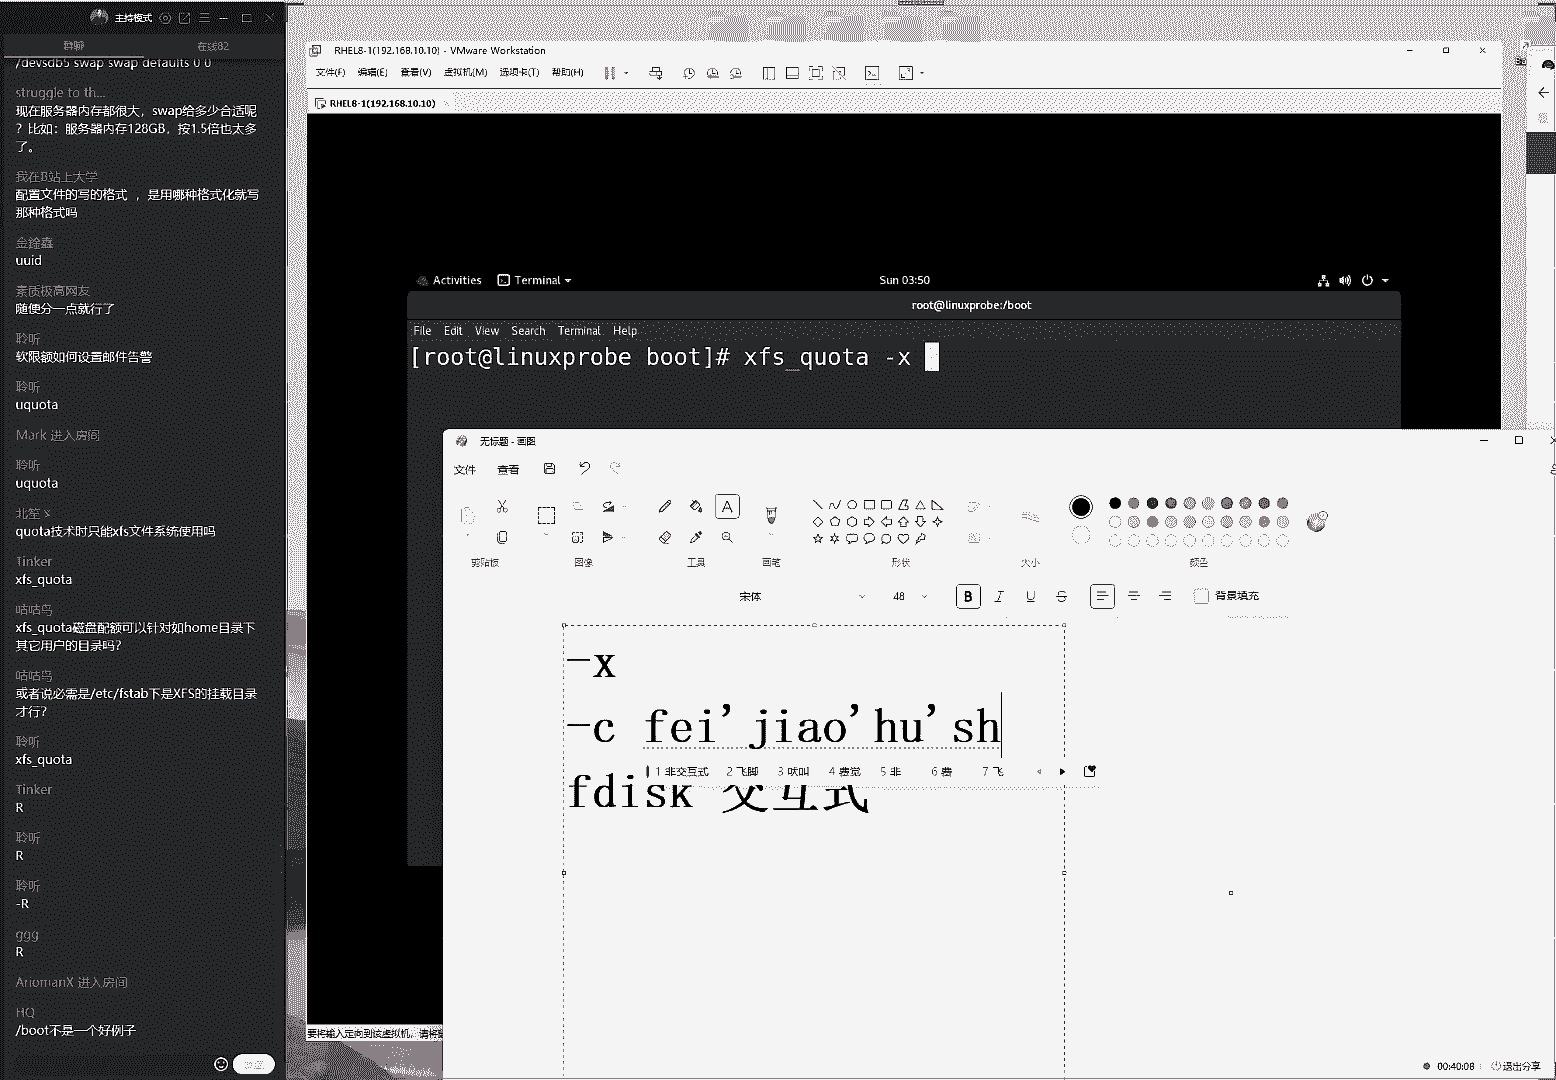 主持模式
群聊
在线82
/devsdb5 swap swap defaults 0 0
struggle to th...
现在服务器内存都很大，swap给多少合适呢
？比如：服务器内存128GB，按1.5倍也太多
了。
我在B站上大学
配置文件的写的格式 ，是用哪种格式化就写
那种格式吗
金鑫鑫
uuid
素质极高网友
随便分一点就行了
聆听
软限额如何设置邮件告警
聆听
uquota
Mark 进入房间
聆听
uquota
北笙丶
quota技术时只能xfs文件系统使用吗
Tinker
xfs_quota
咕咕鸟
xfs_quota磁盘配额可以针对如home目录下
其它用户的目录吗？
咕咕鸟
或者说必需是/etc/fstab下是XFS的挂载目录
才行？
聆听
xfs_quota
Tinker
R
聆听
R
聆听
-R
ggg
R
AriomanX 进入房间
HQ
/boot不是一个好例子
RHEL8-1(192.168.10.10) - VMware Workstation
文件(F) 编辑(E) 查看(V) 虚拟机(M) 选项卡(T) 帮助(H)
RHEL8-1(192.168.10.10)
Activities Terminal Sun 03:50
root@linuxprobe:/boot
File Edit View Search Terminal Help
[root@linuxprobe boot]# xfs_quota -x
无标题 - 画图
文件 查看
剪贴板 图像 工具 画笔 形状 大小 颜色
宋体 48 B I U S 背景填充
-x
-c fei'jiao'hu'sh
1 非交互式 2 飞脚 3 吠叫 4 费觉 5 非 6 费 7 飞
fdisk 交互式
要将输入定向到该虚拟机，请将
00:40:08 退出分享